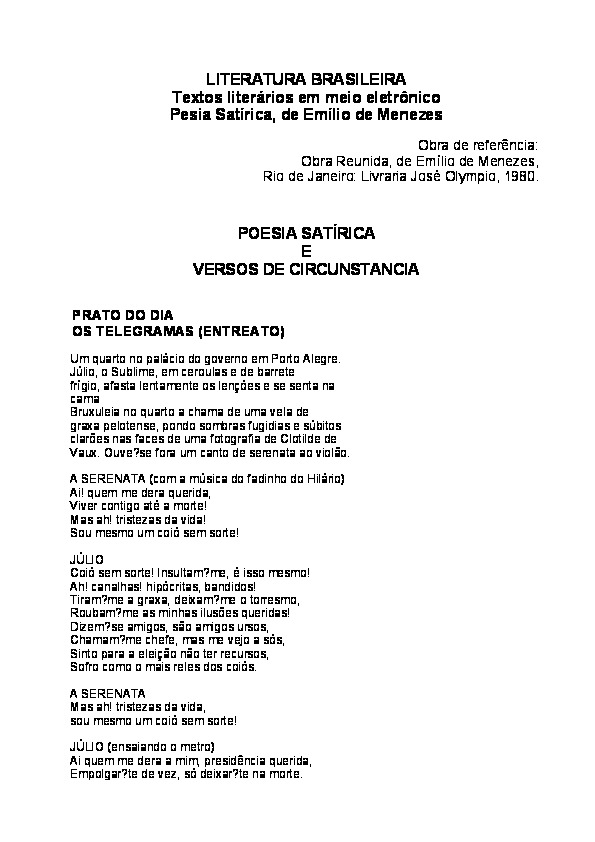 LITERATURA BRASILEIRA
Textos literários em meio eletrônico
Pesia Satírica, de Emílio de Menezes
Obra de referência:
Obra Reunida, de Emílio de Menezes,
Rio de Janeiro: Livraria José Olympio, 1980.
POESIA SATÍRICA
E
VERSOS DE CIRCUNSTANCIA
PRATO DO DIA
OS TELEGRAMAS (ENTREATO)
Um quarto no palácio do governo em Porto Alegre.
Júlio, o Sublime, em ceroulas e de barrete
frígio, afasta lentamente os lençóes e se senta na
cama
Bruxuleia no quarto a chama de uma vela de
graxa pelotense, pondo sombras fugidias e súbitos
clarões nas faces de uma fotografia de Clotilde de
Vaux. Ouve?se fora um canto de serenata ao violão.
A SERENATA (com a música do fadinho do Hilário)
Ai! quem me dera querida,
Viver contigo até a morte!
Mas ah! tristezas da vida!
Sou mesmo um coió sem sorte!
JÚLIO
Coió sem sorte! Insultam?me, é isso mesmo!
Ah! canalhas! hipócritas, bandidos!
Tiram?me a graxa, deixam?me o torresmo,
Roubam?me as minhas ilusões queridas!
Dizem?se amigos, são amigos ursos,
Chamam?me chefe, mas me vejo a sós,
Sinto para a eleição não ter recursos,
Sofro como o mais reles dos coiós.
A SERENATA
Mas ah! tristezas da vida,
sou mesmo um coió sem sorte!
JÚLIO (ensaiando o metro)
Ai quem me dera a mim, presidência querida,
Empolgar?te de vez, só deixar?te na morte.